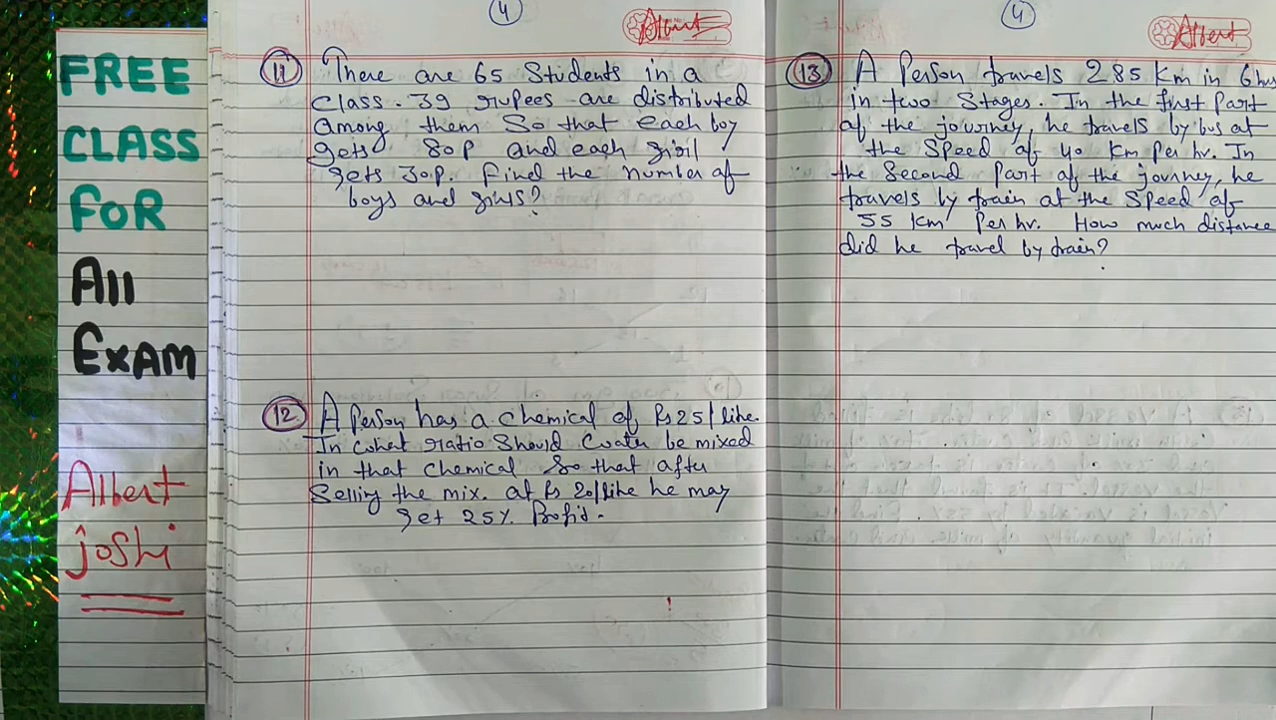 FREE
CLASS
FOR
All
EXAM
Albert
joshi
4
Albert
11 There are 65 Students in a
Class. 39 rupees are distributed
among them So that each boy
gets 80P and each girl
gets 30P. Find the number of
boys and girls?
12 A Person has a chemical of Rs 25/litre.
In what ratio Should Water be mixed
in that Chemical So that after
Selling the mix. at Rs 20/litre he may
get 25% Profit.
4
Albert
13 A Person travels 285 Km in 6 hrs
in two Stages. In the first Part
of the journey, he travels by bus at
the Speed of 40 Km Per hr. In
the Second Part of the journey, he
travels by train at the Speed of
55 Km Per hr. How much distance
did he travel by train?